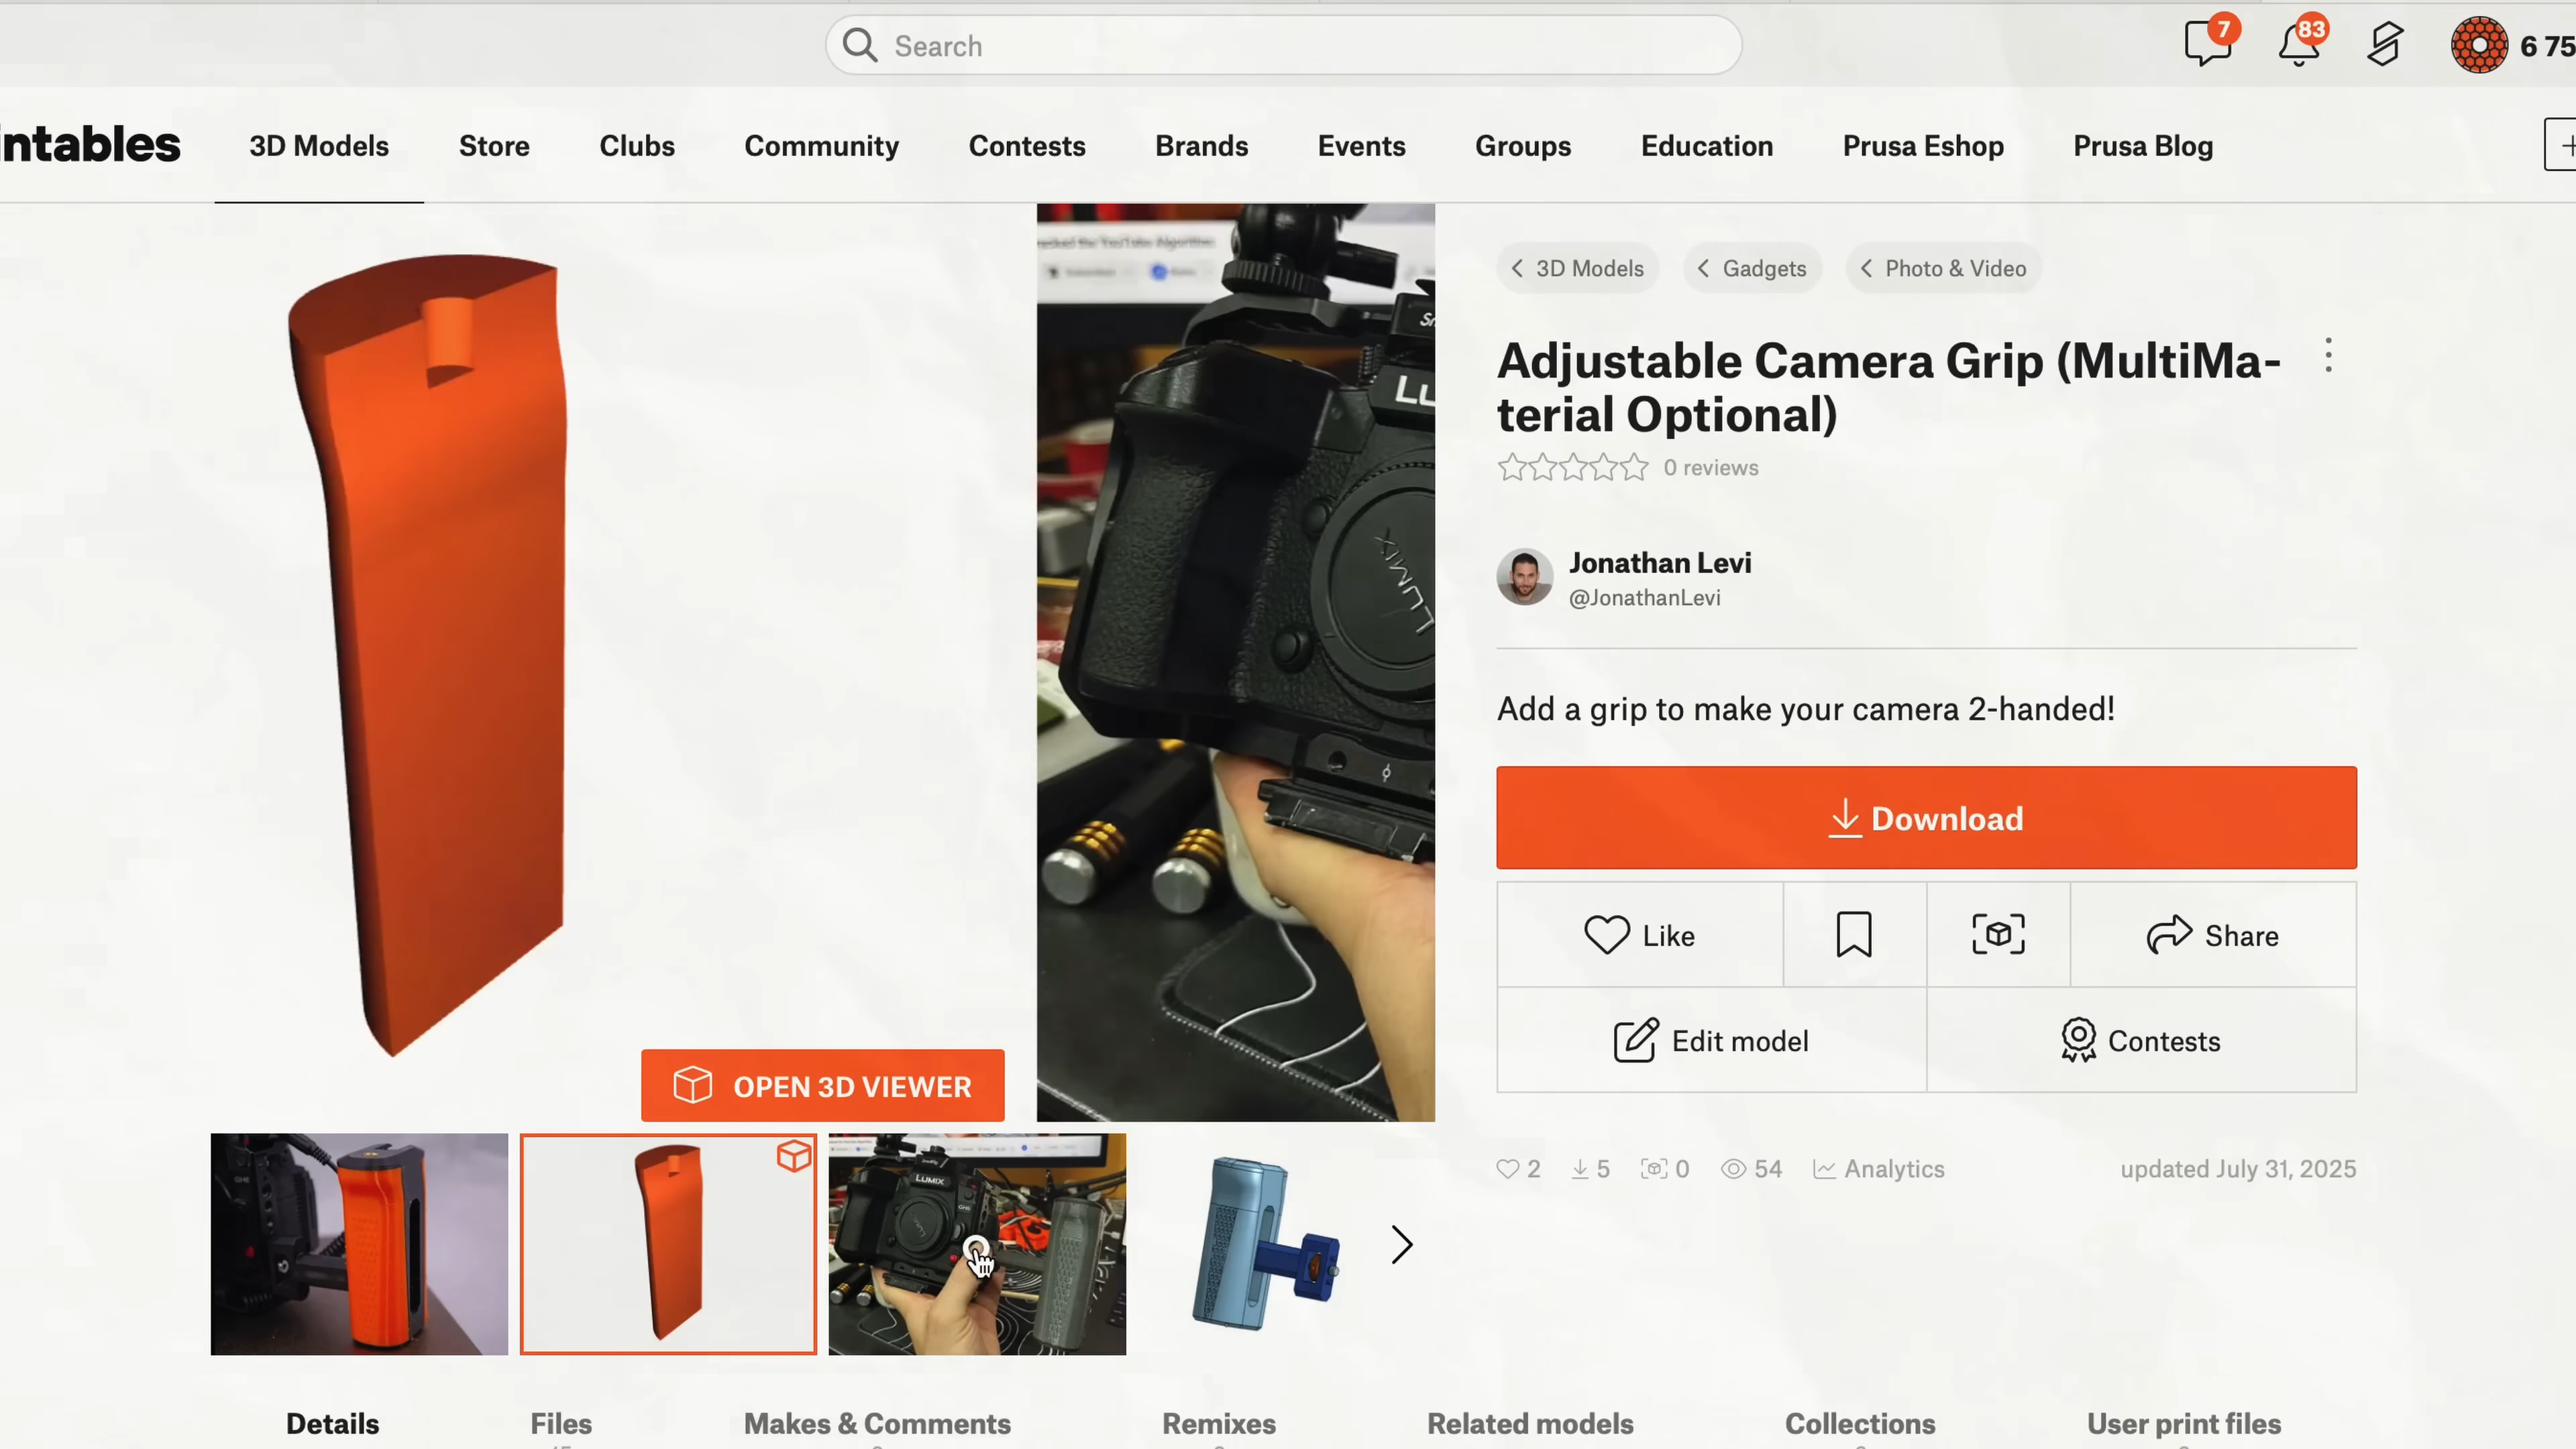 Search
7
83
6 75
intables
3D Models
Store
Clubs
Community
Contests
Brands
Events
Groups
Education
Prusa Eshop
Prusa Blog
3D Models
Gadgets
Photo & Video
Adjustable Camera Grip (MultiMa-
terial Optional)
0 reviews
Jonathan Levi
@JonathanLevi
Add a grip to make your camera 2-handed!
Download
Like
Share
Edit model
Contests
2
5
0
54
Analytics
updated July 31, 2025
LUMIX
OPEN 3D VIEWER
LUMIX
Details
Files
Makes & Comments
Remixes
Related models
Collections
User print files